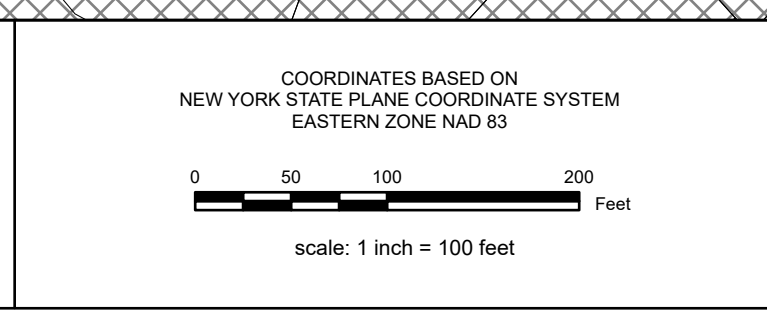 COORDINATES BASED ON
NEW YORK STATE PLANE COORDINATE SYSTEM
EASTERN ZONE NAD 83
0 50 100 200
Feet
scale: 1 inch = 100 feet